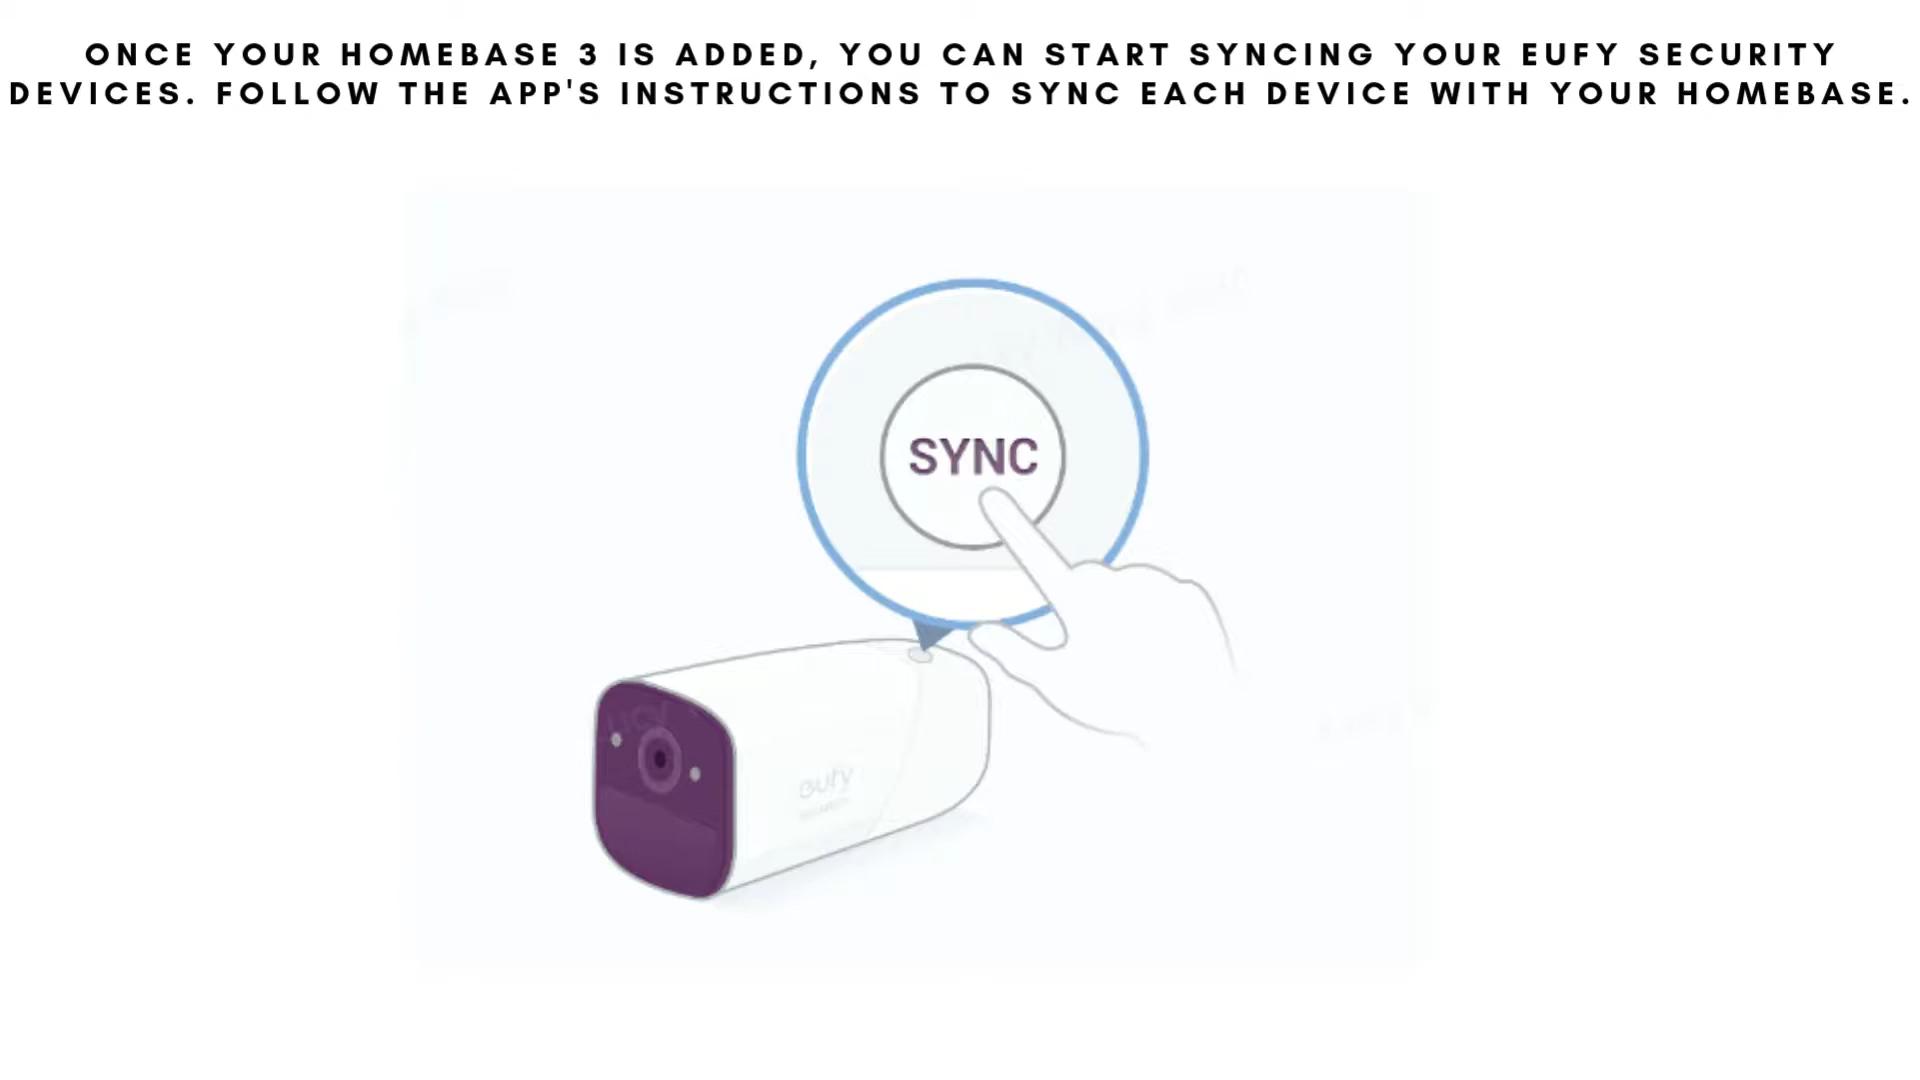 ONCE YOUR HOMEBASE 3 IS ADDED, YOU CAN START SYNCING YOUR EUFY SECURITY
DEVICES. FOLLOW THE APP'S INSTRUCTIONS TO SYNC EACH DEVICE WITH YOUR HOMEBASE.
SYNC
eufy